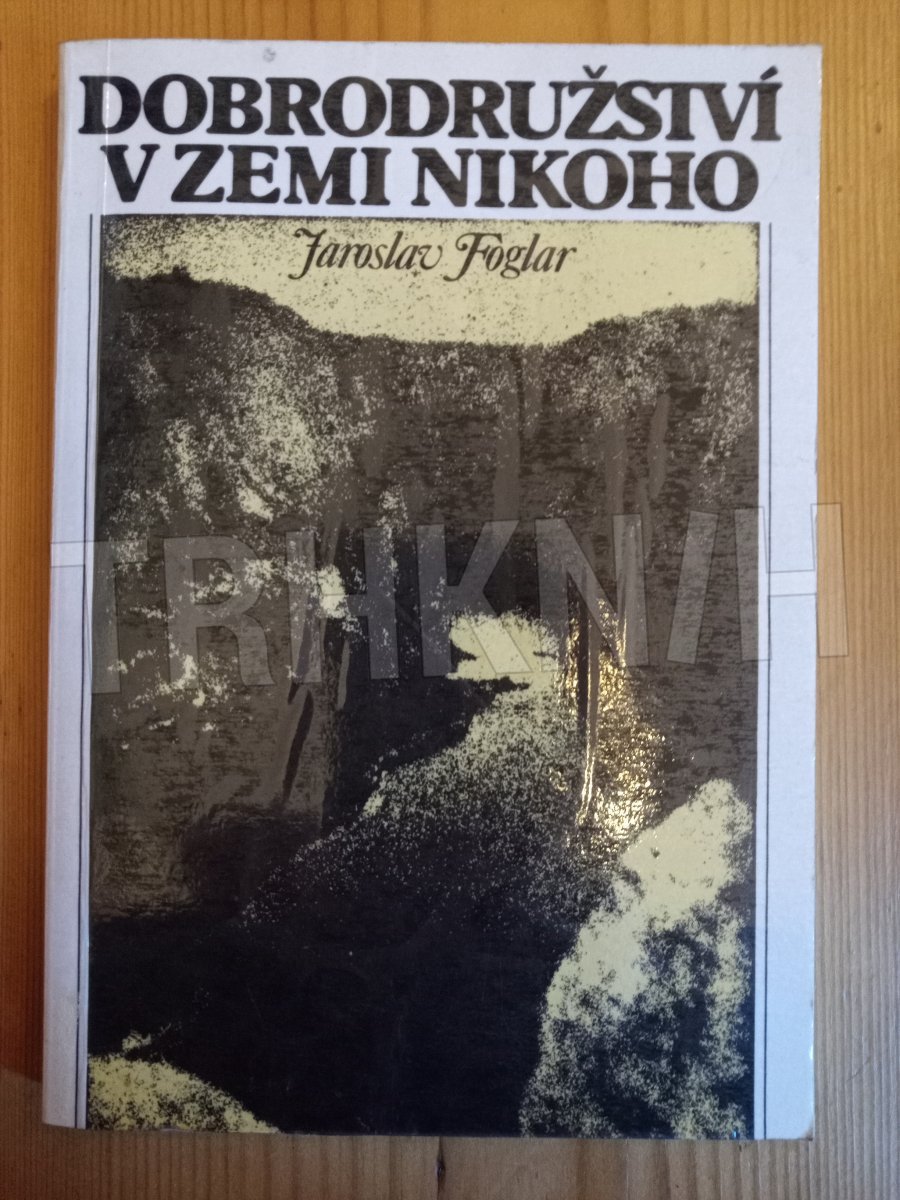 DOBRODRUŽSTVÍ
V ZEMI NIKOHO
Jaroslav Foglar
TRHKNIH